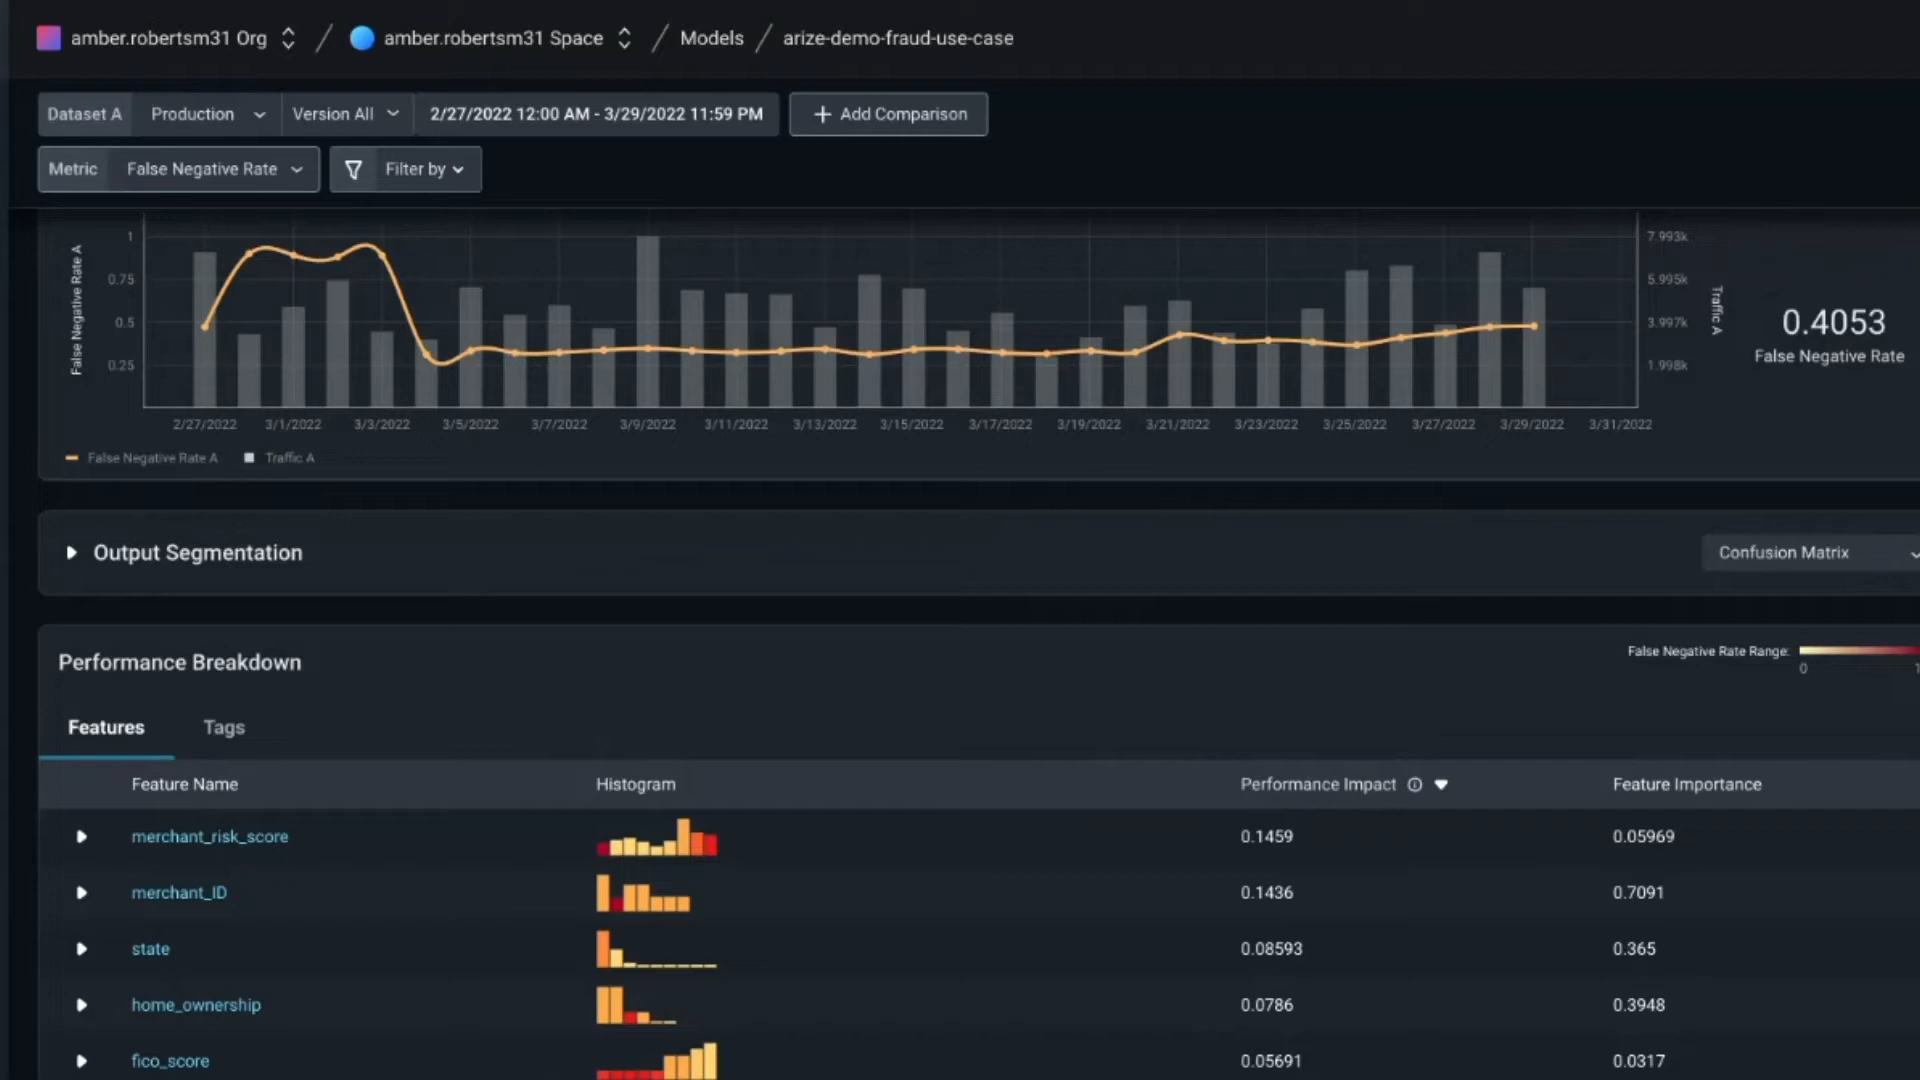 amber.robertsm31 Org / amber.robertsm31 Space / Models / arize-demo-fraud-use-case
Dataset A Production Version All 2/27/2022 12:00 AM - 3/29/2022 11:59 PM + Add Comparison
Metric False Negative Rate Filter by
False Negative Rate A
1
0.75
0.5
0.25
7.993k
5.995k
3.997k
1.998k
Traffic A
2/27/2022 3/1/2022 3/3/2022 3/5/2022 3/7/2022 3/9/2022 3/11/2022 3/13/2022 3/15/2022 3/17/2022 3/19/2022 3/21/2022 3/23/2022 3/25/2022 3/27/2022 3/29/2022 3/31/2022
False Negative Rate A Traffic A
0.4053
False Negative Rate
Output Segmentation
Confusion Matrix
Performance Breakdown
False Negative Rate Range:
0 1
Features Tags
Feature Name Histogram Performance Impact Feature Importance
merchant_risk_score 0.1459 0.05969
merchant_ID 0.1436 0.7091
state 0.08593 0.365
home_ownership 0.0786 0.3948
fico_score 0.05691 0.0317